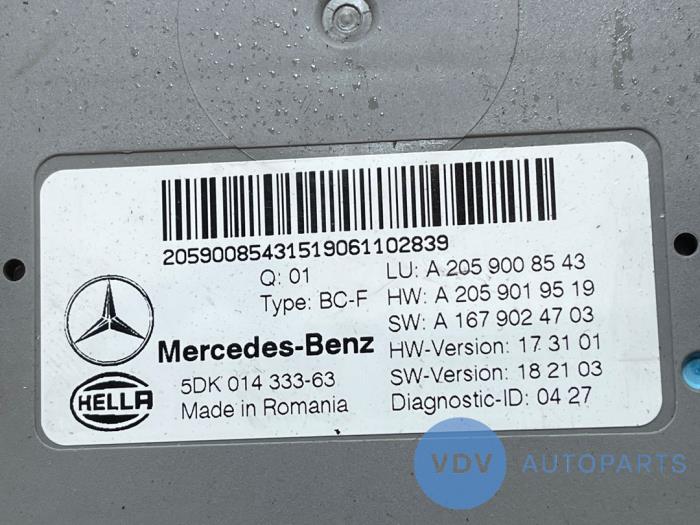 2059008543151906110 2839
Q: 01
Type: BC-F
LU: A 205 900 85 43
HW: A 205 901 95 19
SW: A 167 902 47 03
HW-Version: 17 31 01
SW-Version: 18 21 03
Diagnostic-ID: 04 27
Mercedes-Benz
HELLA
5DK 014 333-63
Made in Romania
VDV AUTOPARTS